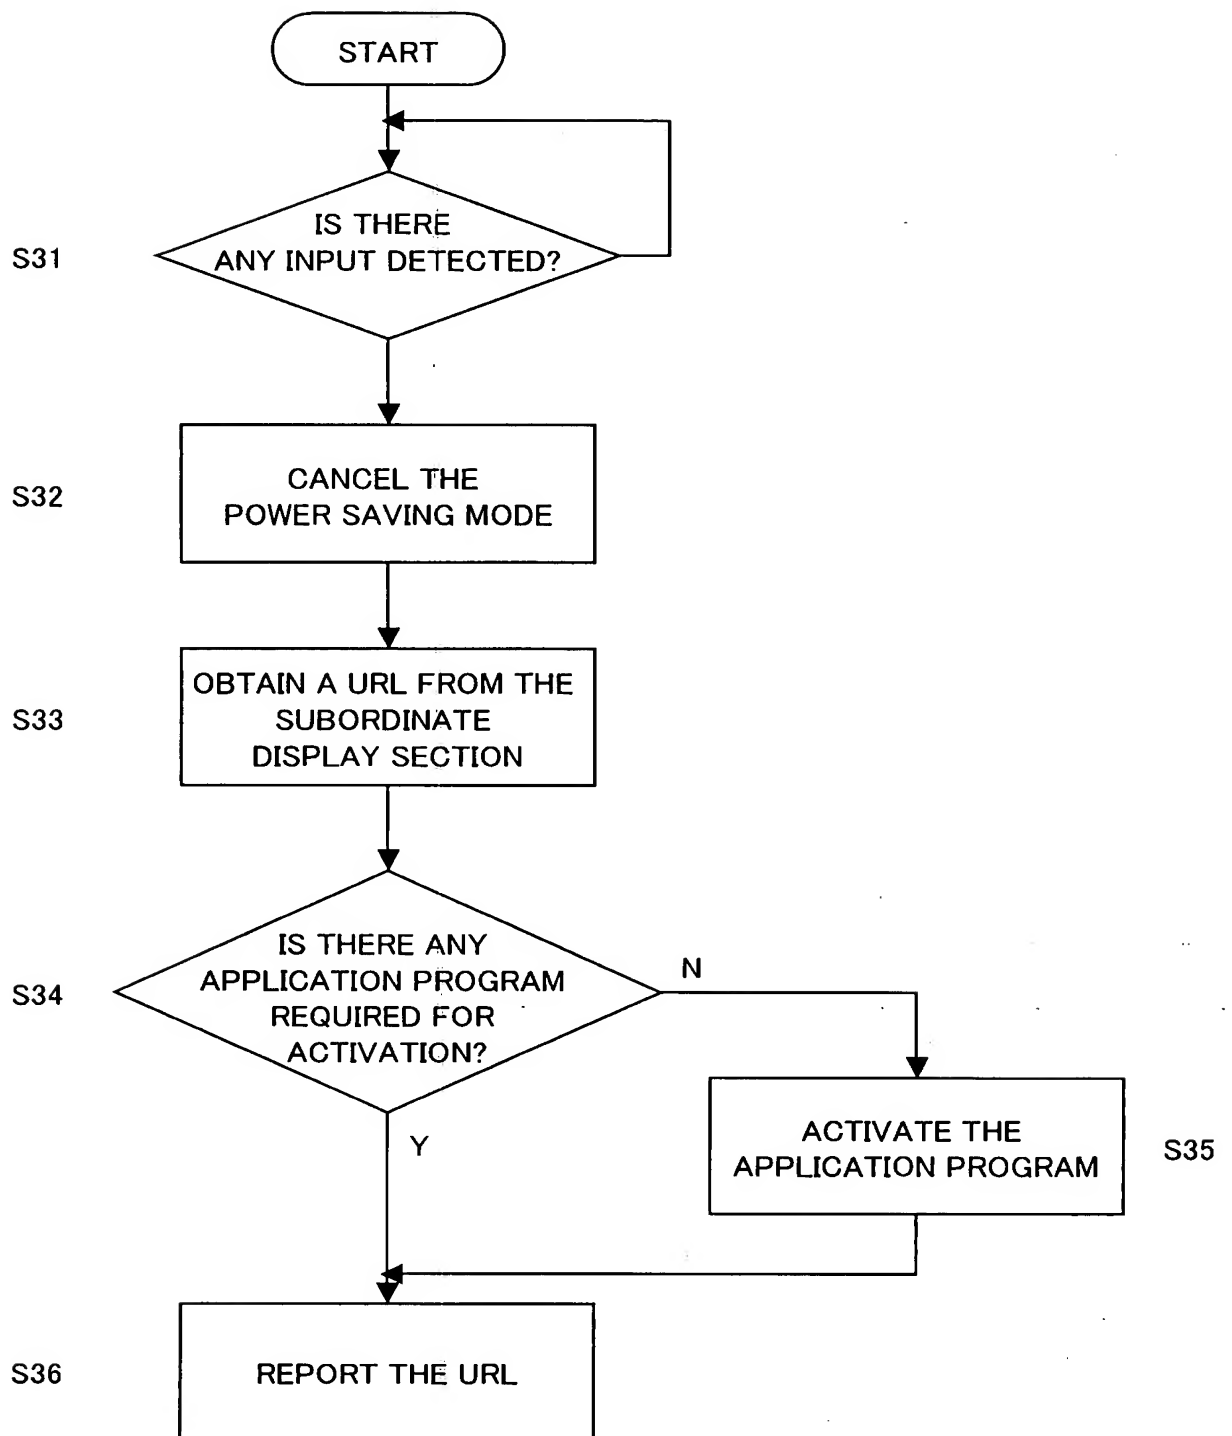 START
IS THERE
ANY INPUT DETECTED?
S31
CANCEL THE
POWER SAVING MODE
S32
OBTAIN A URL FROM THE
SUBORDINATE
DISPLAY SECTION
S33
IS THERE ANY
APPLICATION PROGRAM
REQUIRED FOR
ACTIVATION?
S34
N
Y
ACTIVATE THE
APPLICATION PROGRAM
S35
REPORT THE URL
S36